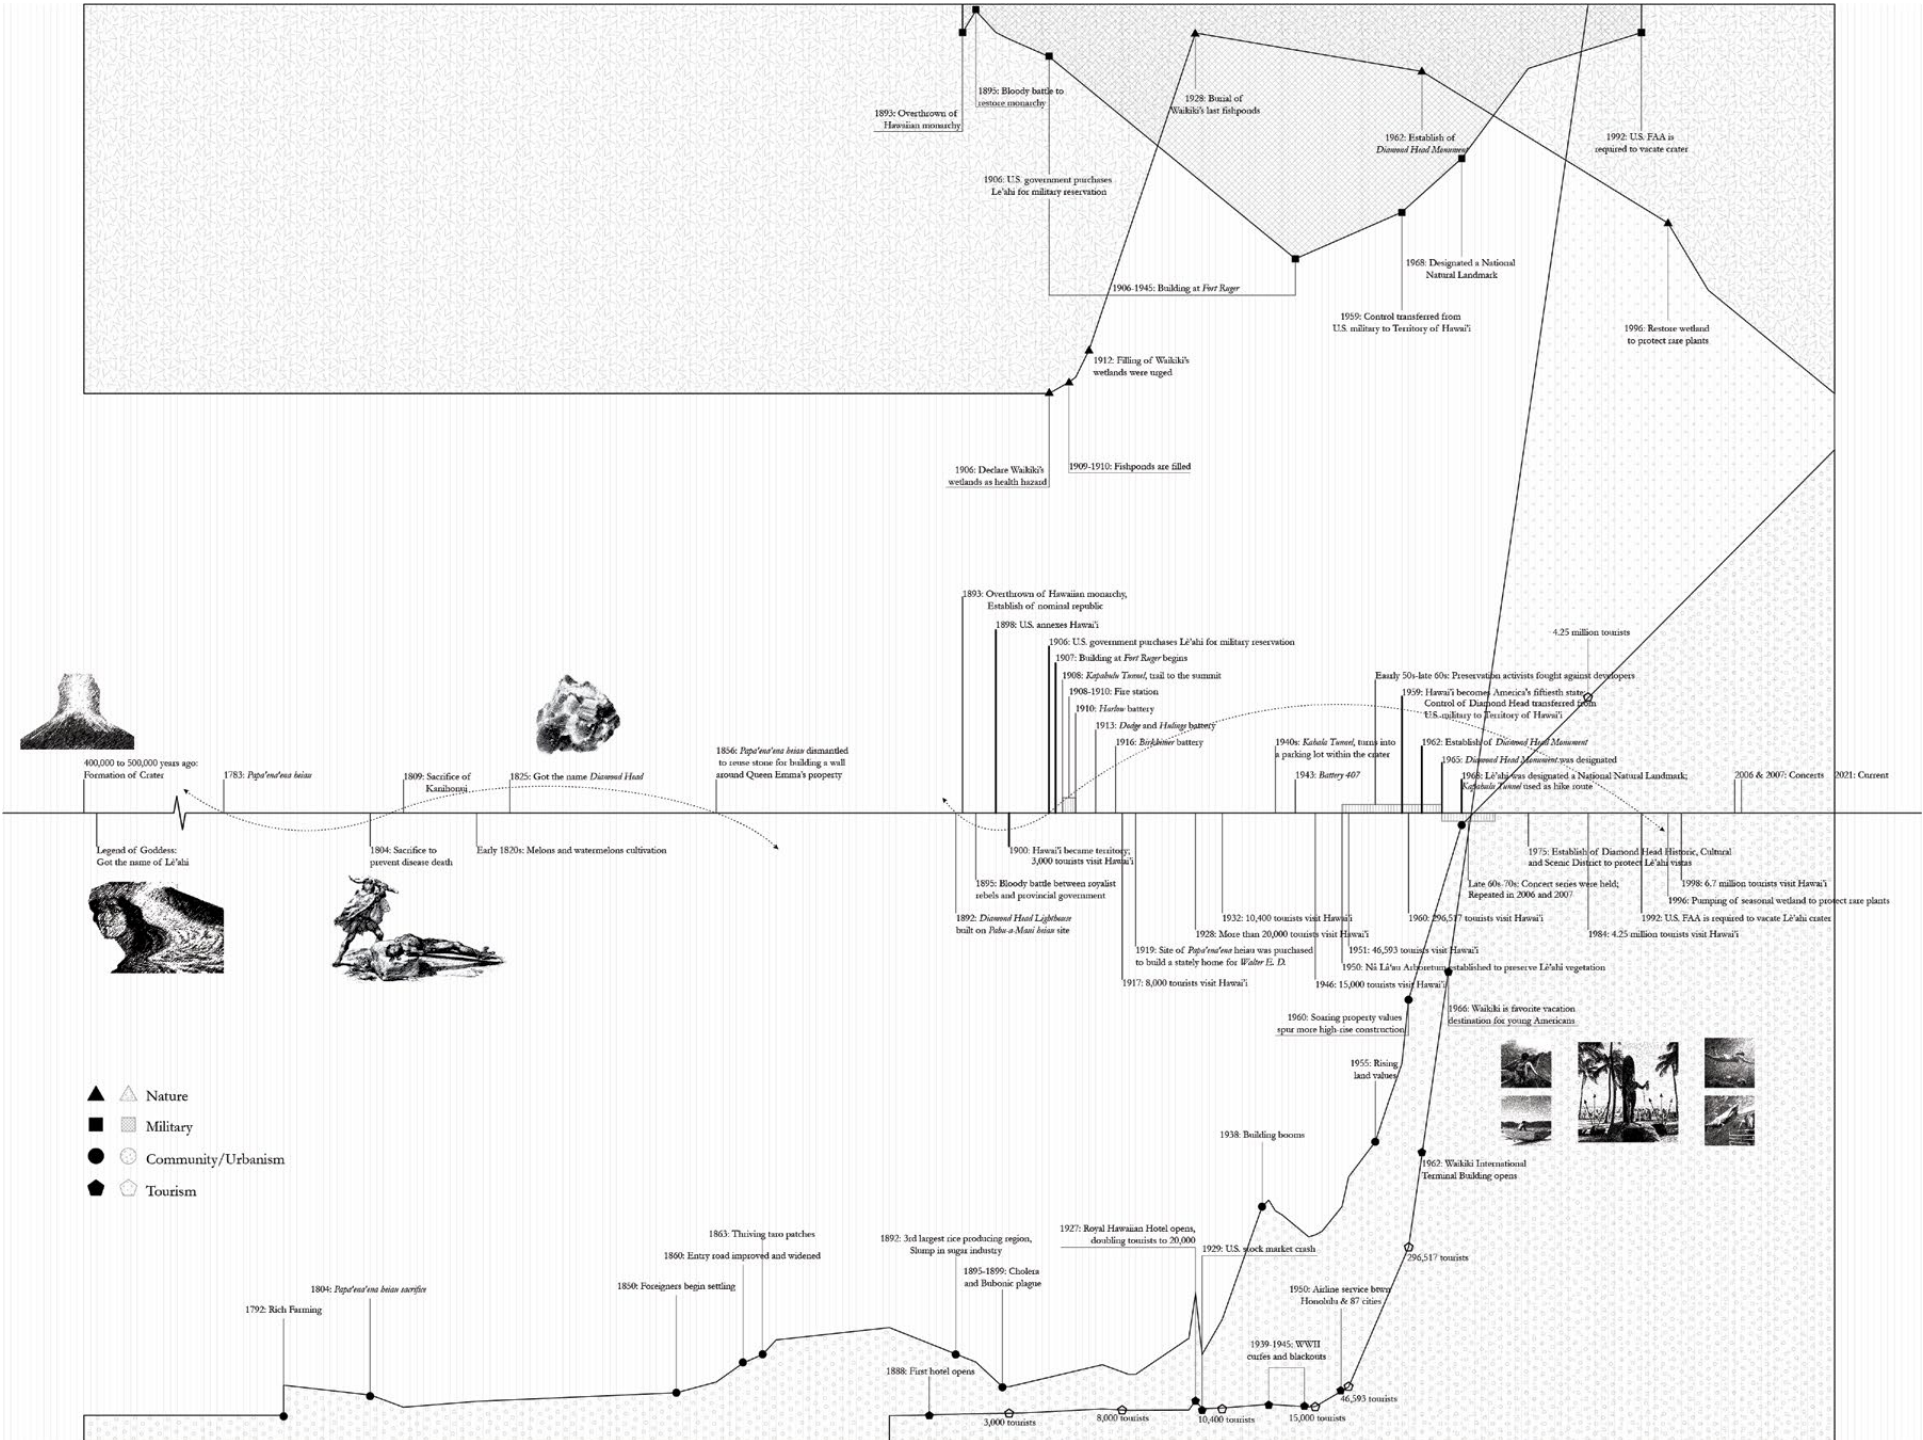 1895: Bloody battle to
restore monarchy
1893: Overthrown of
Hawaiian monarchy
1928: Burial of
Waikiki's last fishponds
1962: Establish of
Diamond Head Monument
1992: U.S. FAA is
required to vacate crater
1906: U.S. government purchases
Le'ahi for military reservation
1968: Designated a National
Natural Landmark
1906-1945: Building at Fort Ruger
1959: Control transferred from
U.S. military to Territory of Hawai'i
1996: Restore wetland
to protect rare plants
1912: Filling of Waikiki's
wetlands were urged
1906: Declare Waikiki's
wetlands as health hazard
1909-1910: Fishponds are filled
1893: Overthrown of Hawaiian monarchy,
Establish of nominal republic
1898: U.S. annexes Hawai'i
1906: U.S. government purchases Lē'ahi for military reservation
1907: Building at Fort Ruger begins
1908: Kapahulu Tunnel, trail to the summit
1908-1910: Fire station
1910: Harlow battery
1913: Dodge and Hulings battery
1916: Birkhimer battery
4.25 million tourists
Easily 50s-late 60s: Preservation activists fought against developers
1959: Hawai'i becomes America's fiftiesth state;
Control of Diamond Head transferred from
U.S. military to Territory of Hawai'i
1940s: Kahala Tunnel, turns into
a parking lot within the crater
1943: Battery 407
1962: Establish of Diamond Head Monument
1965: Diamond Head Monument was designated
1968: Lē'ahi was designated a National Natural Landmark;
Kapahulu Tunnel used as hike route
2006 & 2007: Concerts
2021: Current
400,000 to 500,000 years ago:
Formation of Crater
1783: Papa'ena'ena heiau
1809: Sacrifice of
1825: Got the name Diamond Head
1856: Papa'ena'ena heiau dismantled
to reuse stone for building a wall
around Queen Emma's property
Legend of Goddess:
Got the name of Lē'ahi
1804: Sacrifice to
prevent disease death
Early 1820s: Melons and watermelons cultivation
1900: Hawai'i became territory;
3,000 tourists visit Hawai'i
1895: Bloody battle between royalist
rebels and provincial government
1892: Diamond Head Lighthouse
built on Pahu-a-Maui heiau site
1932: 10,400 tourists visit Hawai'i
1928: More than 20,000 tourists visit Hawai'i
1919: Site of Papa'ena'ena heiau was purchased
to build a stately home for Walter E. D.
1917: 8,000 tourists visit Hawai'i
1960: 296,517 tourists visit Hawai'i
1951: 46,593 tourists visit Hawai'i
1950: Nā Lā'au Arboretum established to preserve Lē'ahi vegetation
1946: 15,000 tourists visit Hawai'i
1975: Establish of Diamond Head Historic, Cultural
and Scenic District to protect Lē'ahi vistas
Late 60s-70s: Concert series were held;
Repeated in 2006 and 2007
1998: 6.7 million tourists visit Hawai'i
1996: Pumping of seasonal wetland to protect rare plants
1992: U.S. FAA is required to vacate Lē'ahi crater
1984: 4.25 million tourists visit Hawai'i
1960: Soaring property values
spur more high-rise construction
1966: Waikiki is favorite vacation
destination for young Americans
1955: Rising
land values
1938: Building booms
1962: Waikiki International
Terminal Building opens
Nature
Military
Community/Urbanism
Tourism
1863: Thriving taro patches
1860: Entry road improved and widened
1850: Foreigners begin settling
1804: Papa'ena'ena heiau sacrifice
1792: Rich Farming
1892: 3rd largest rice producing region,
Slump in sugar industry
1895-1899: Cholera
and Bubonic plague
1927: Royal Hawaiian Hotel opens,
doubling tourists to 20,000
1929: U.S. stock market crash
296,517 tourists
1950: Airline service btwn
Honolulu & 87 cities
1939-1945: WWII
curfes and blackouts
1888: First hotel opens
46,593 tourists
3,000 tourists
8,000 tourists
10,400 tourists
15,000 tourists